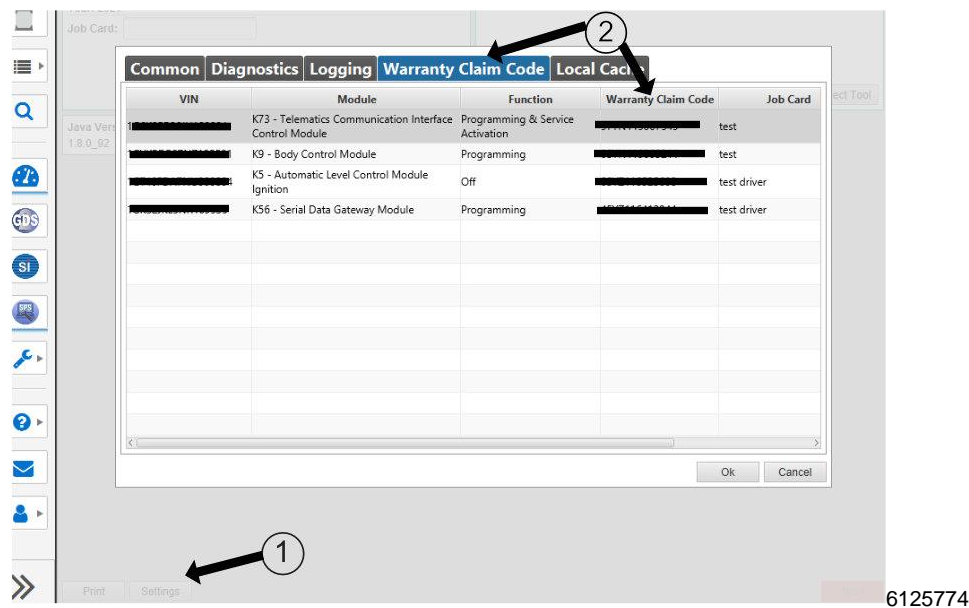 Job Card:
2
Common Diagnostics Logging Warranty Claim Code Local
VIN Module Function Warranty Claim Code Job Card
ect Tool
K73 - Telematics Communication Interface
Control Module
Programming & Service
Activation
test
Java Vers
1.8.0_92
K9 - Body Control Module Programming test
K5 - Automatic Level Control Module
Ignition
Off test driver
K56 - Serial Data Gateway Module Programming test driver
GDS
SI
SPS
?
Ok Cancel
1
Print Settings
6125774